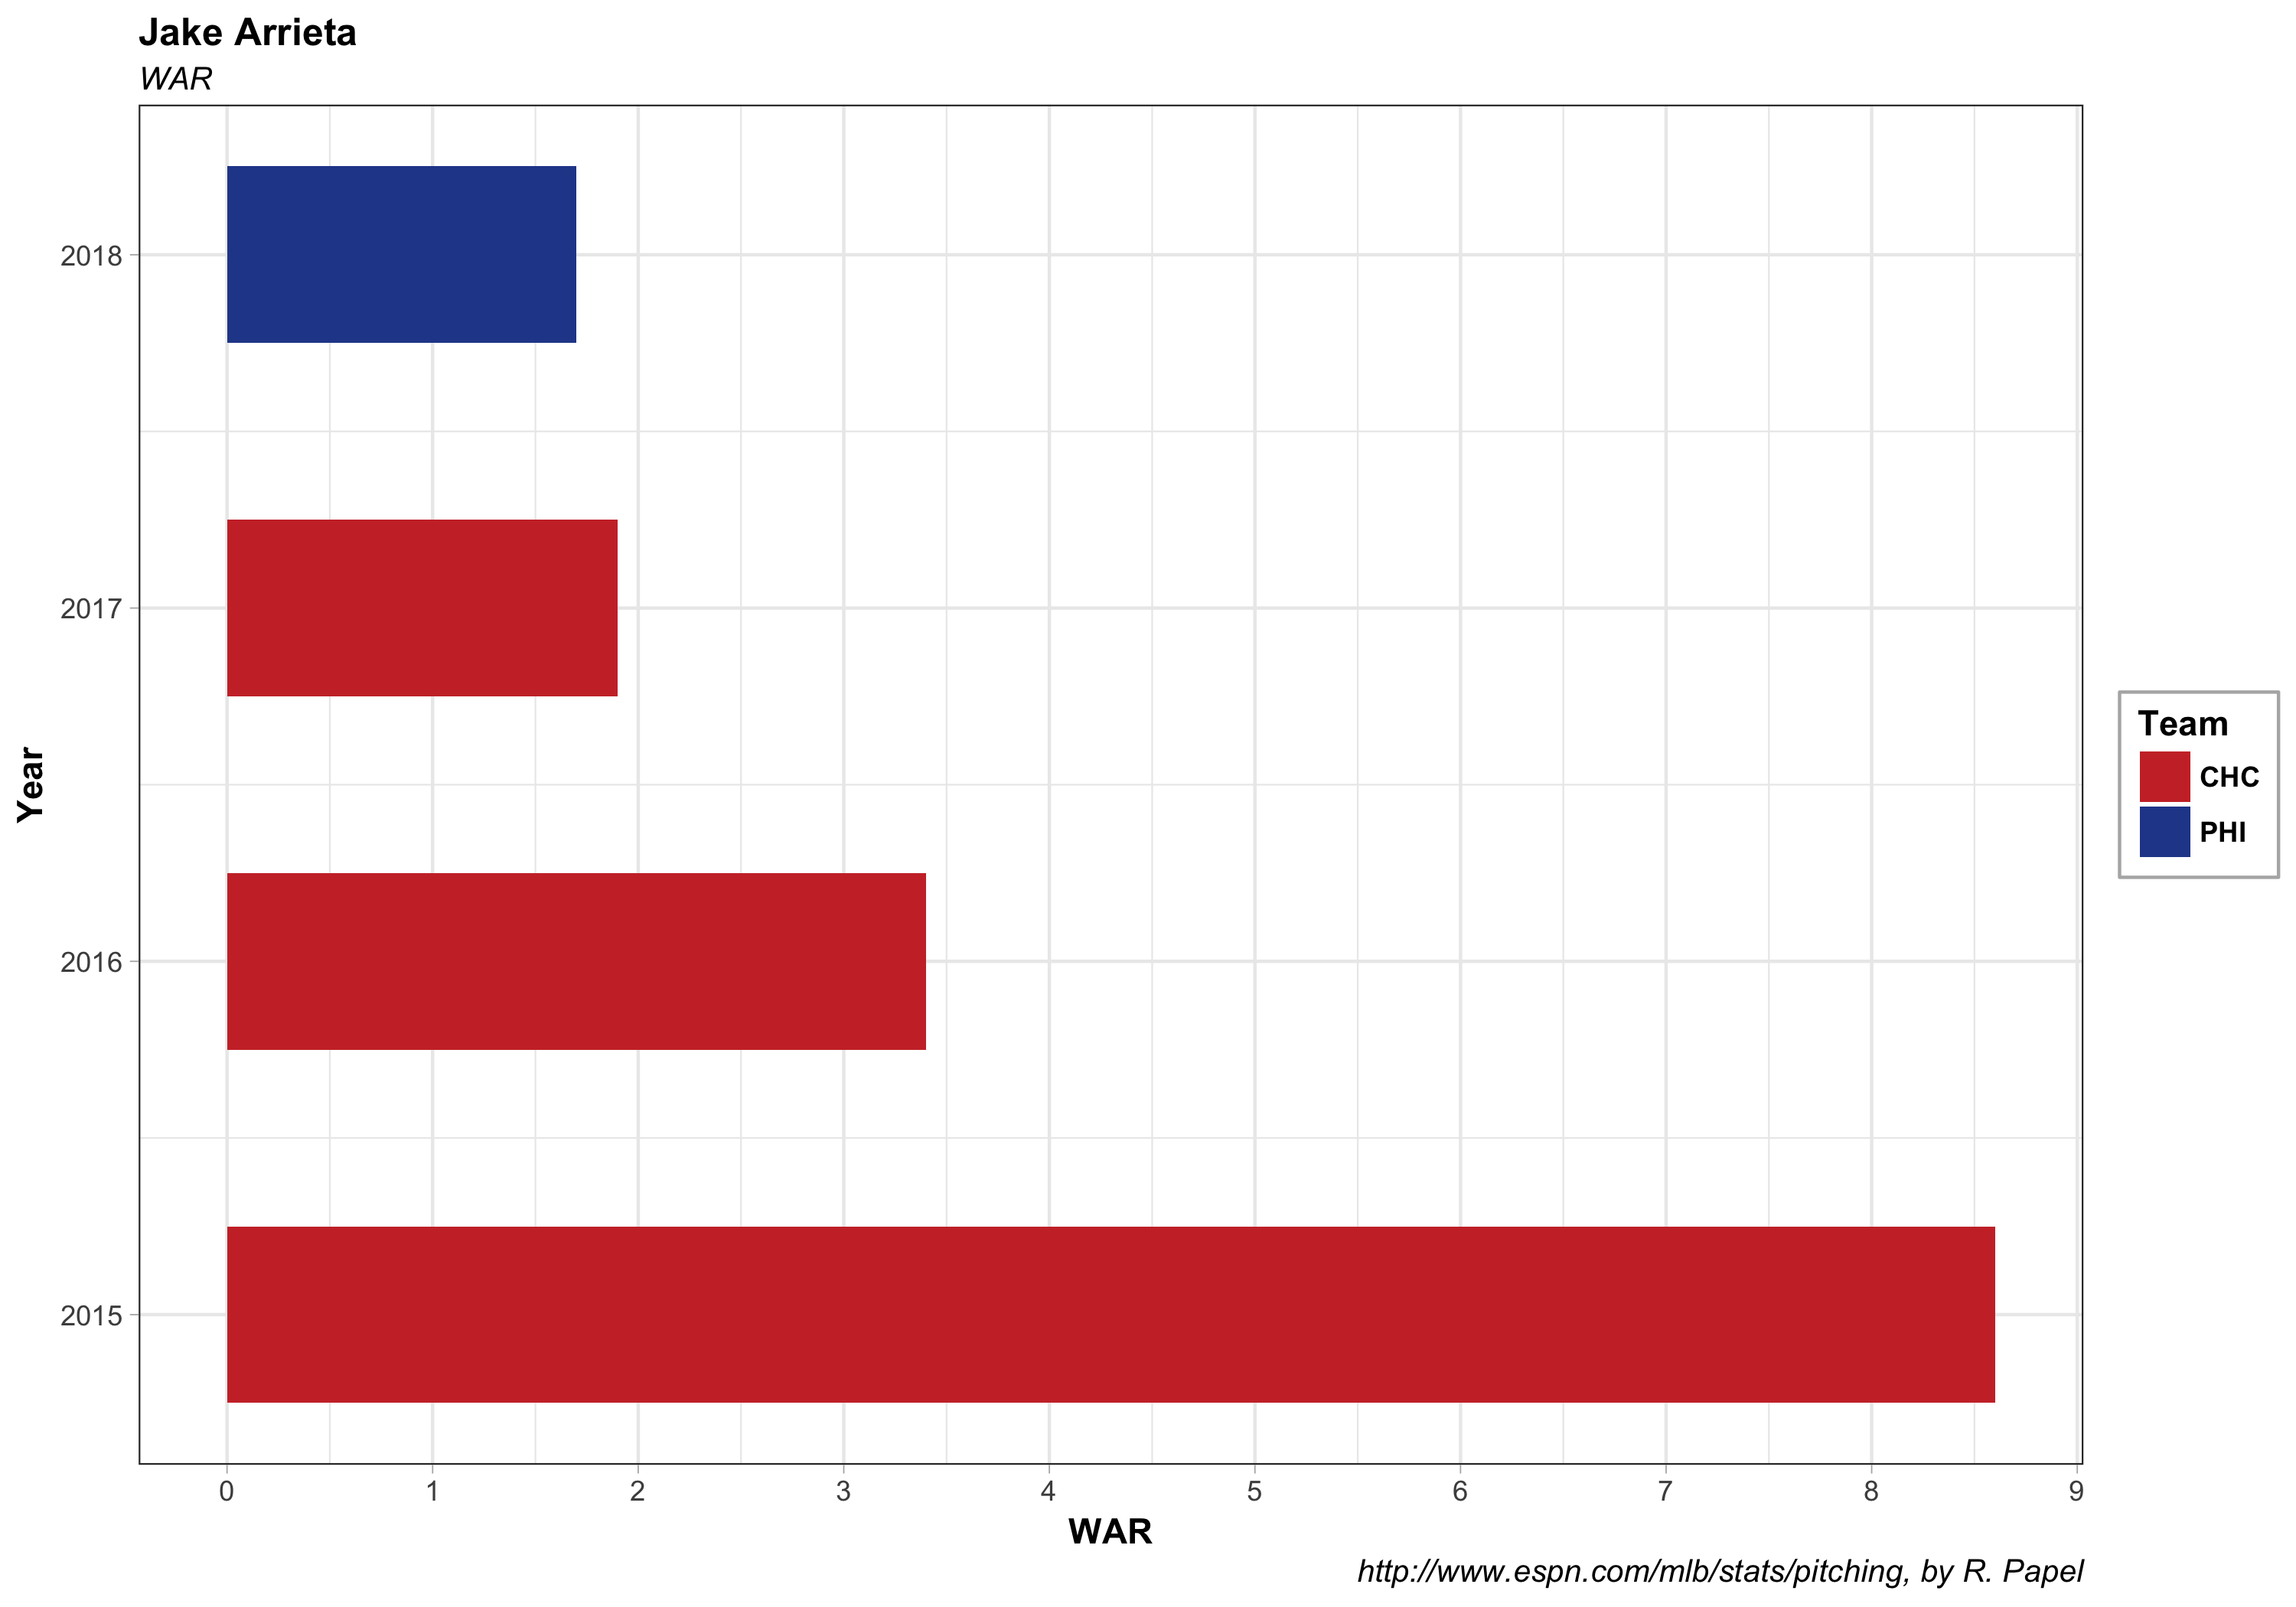 Jake Arrieta
WAR
2018
2017
2016
2015
Year
0 1 2 3 4 5 6 7 8 9
WAR
Team
CHC
PHI
http://www.espn.com/mlb/stats/pitching, by R. Papel